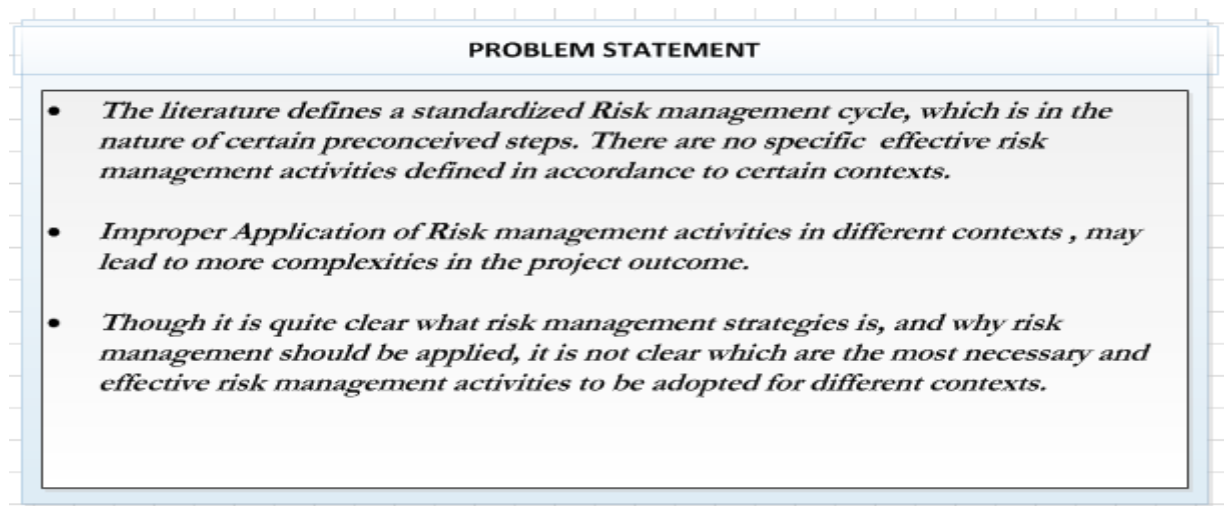 PROBLEM STATEMENT
• The literature defines a standardized Risk management cycle, which is in the
nature of certain preconceived steps. There are no specific  effective risk
management activities defined in accordance to certain contexts.
• Improper Application of Risk management activities in different contexts , may
lead to more complexities in the project outcome.
• Though it is quite clear what risk management strategies is, and why risk
management should be applied, it is not clear which are the most necessary and
effective risk management activities to be adopted for different contexts.